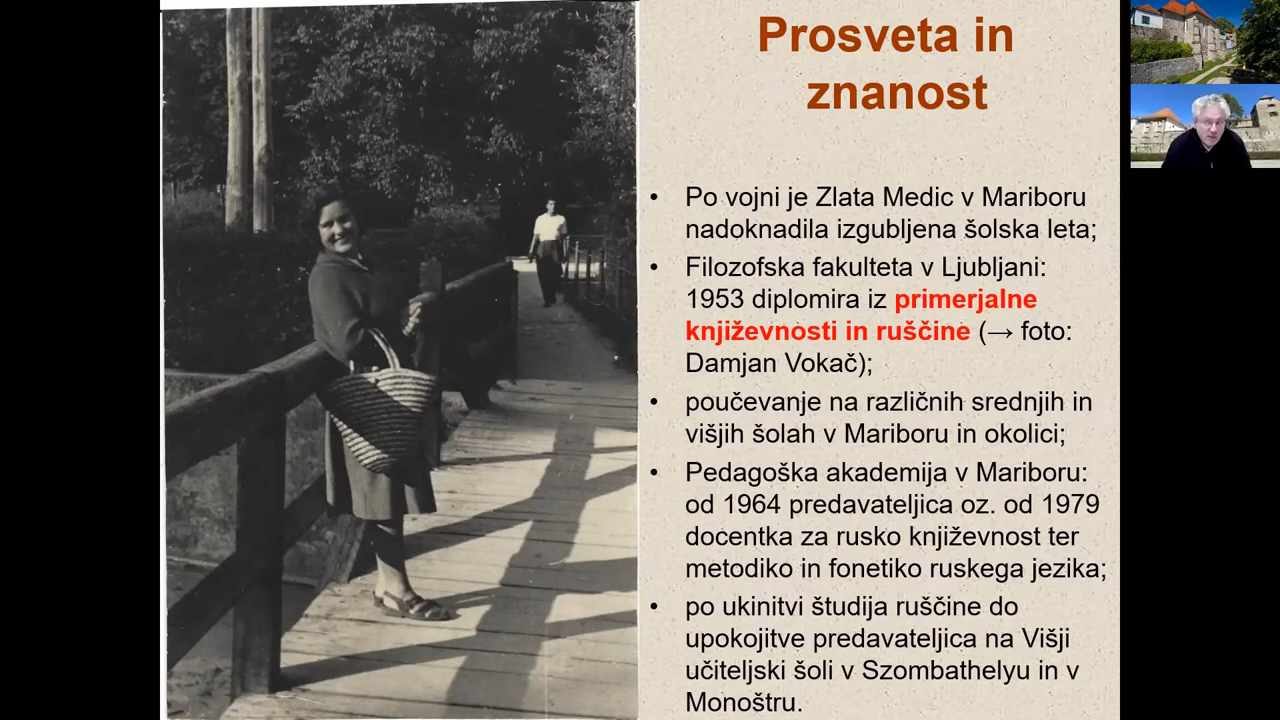 Prosveta in
znanost
• Po vojni je Zlata Medic v Mariboru
nadoknadila izgubljena šolska leta;
• Filozofska fakulteta v Ljubljani:
1953 diplomira iz primerjalne
književnosti in ruščine (→ foto:
Damjan Vokač);
• poučevanje na različnih srednjih in
višjih šolah v Mariboru in okolici;
• Pedagoška akademija v Mariboru:
od 1964 predavateljica oz. od 1979
docentka za rusko književnost ter
metodiko in fonetiko ruskega jezika;
• po ukinitvi študija ruščine do
upokojitve predavateljica na Višji
učiteljski šoli v Szombathelyu in v
Monoštru.